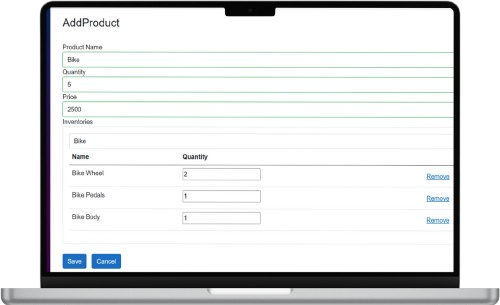 AddProduct
Product Name
Bike
Quantity
5
Price
2500
Inventories
Bike
Name Quantity
Bike Wheel 2 Remove
Bike Pedals 1 Remove
Bike Body 1 Remove
Save Cancel